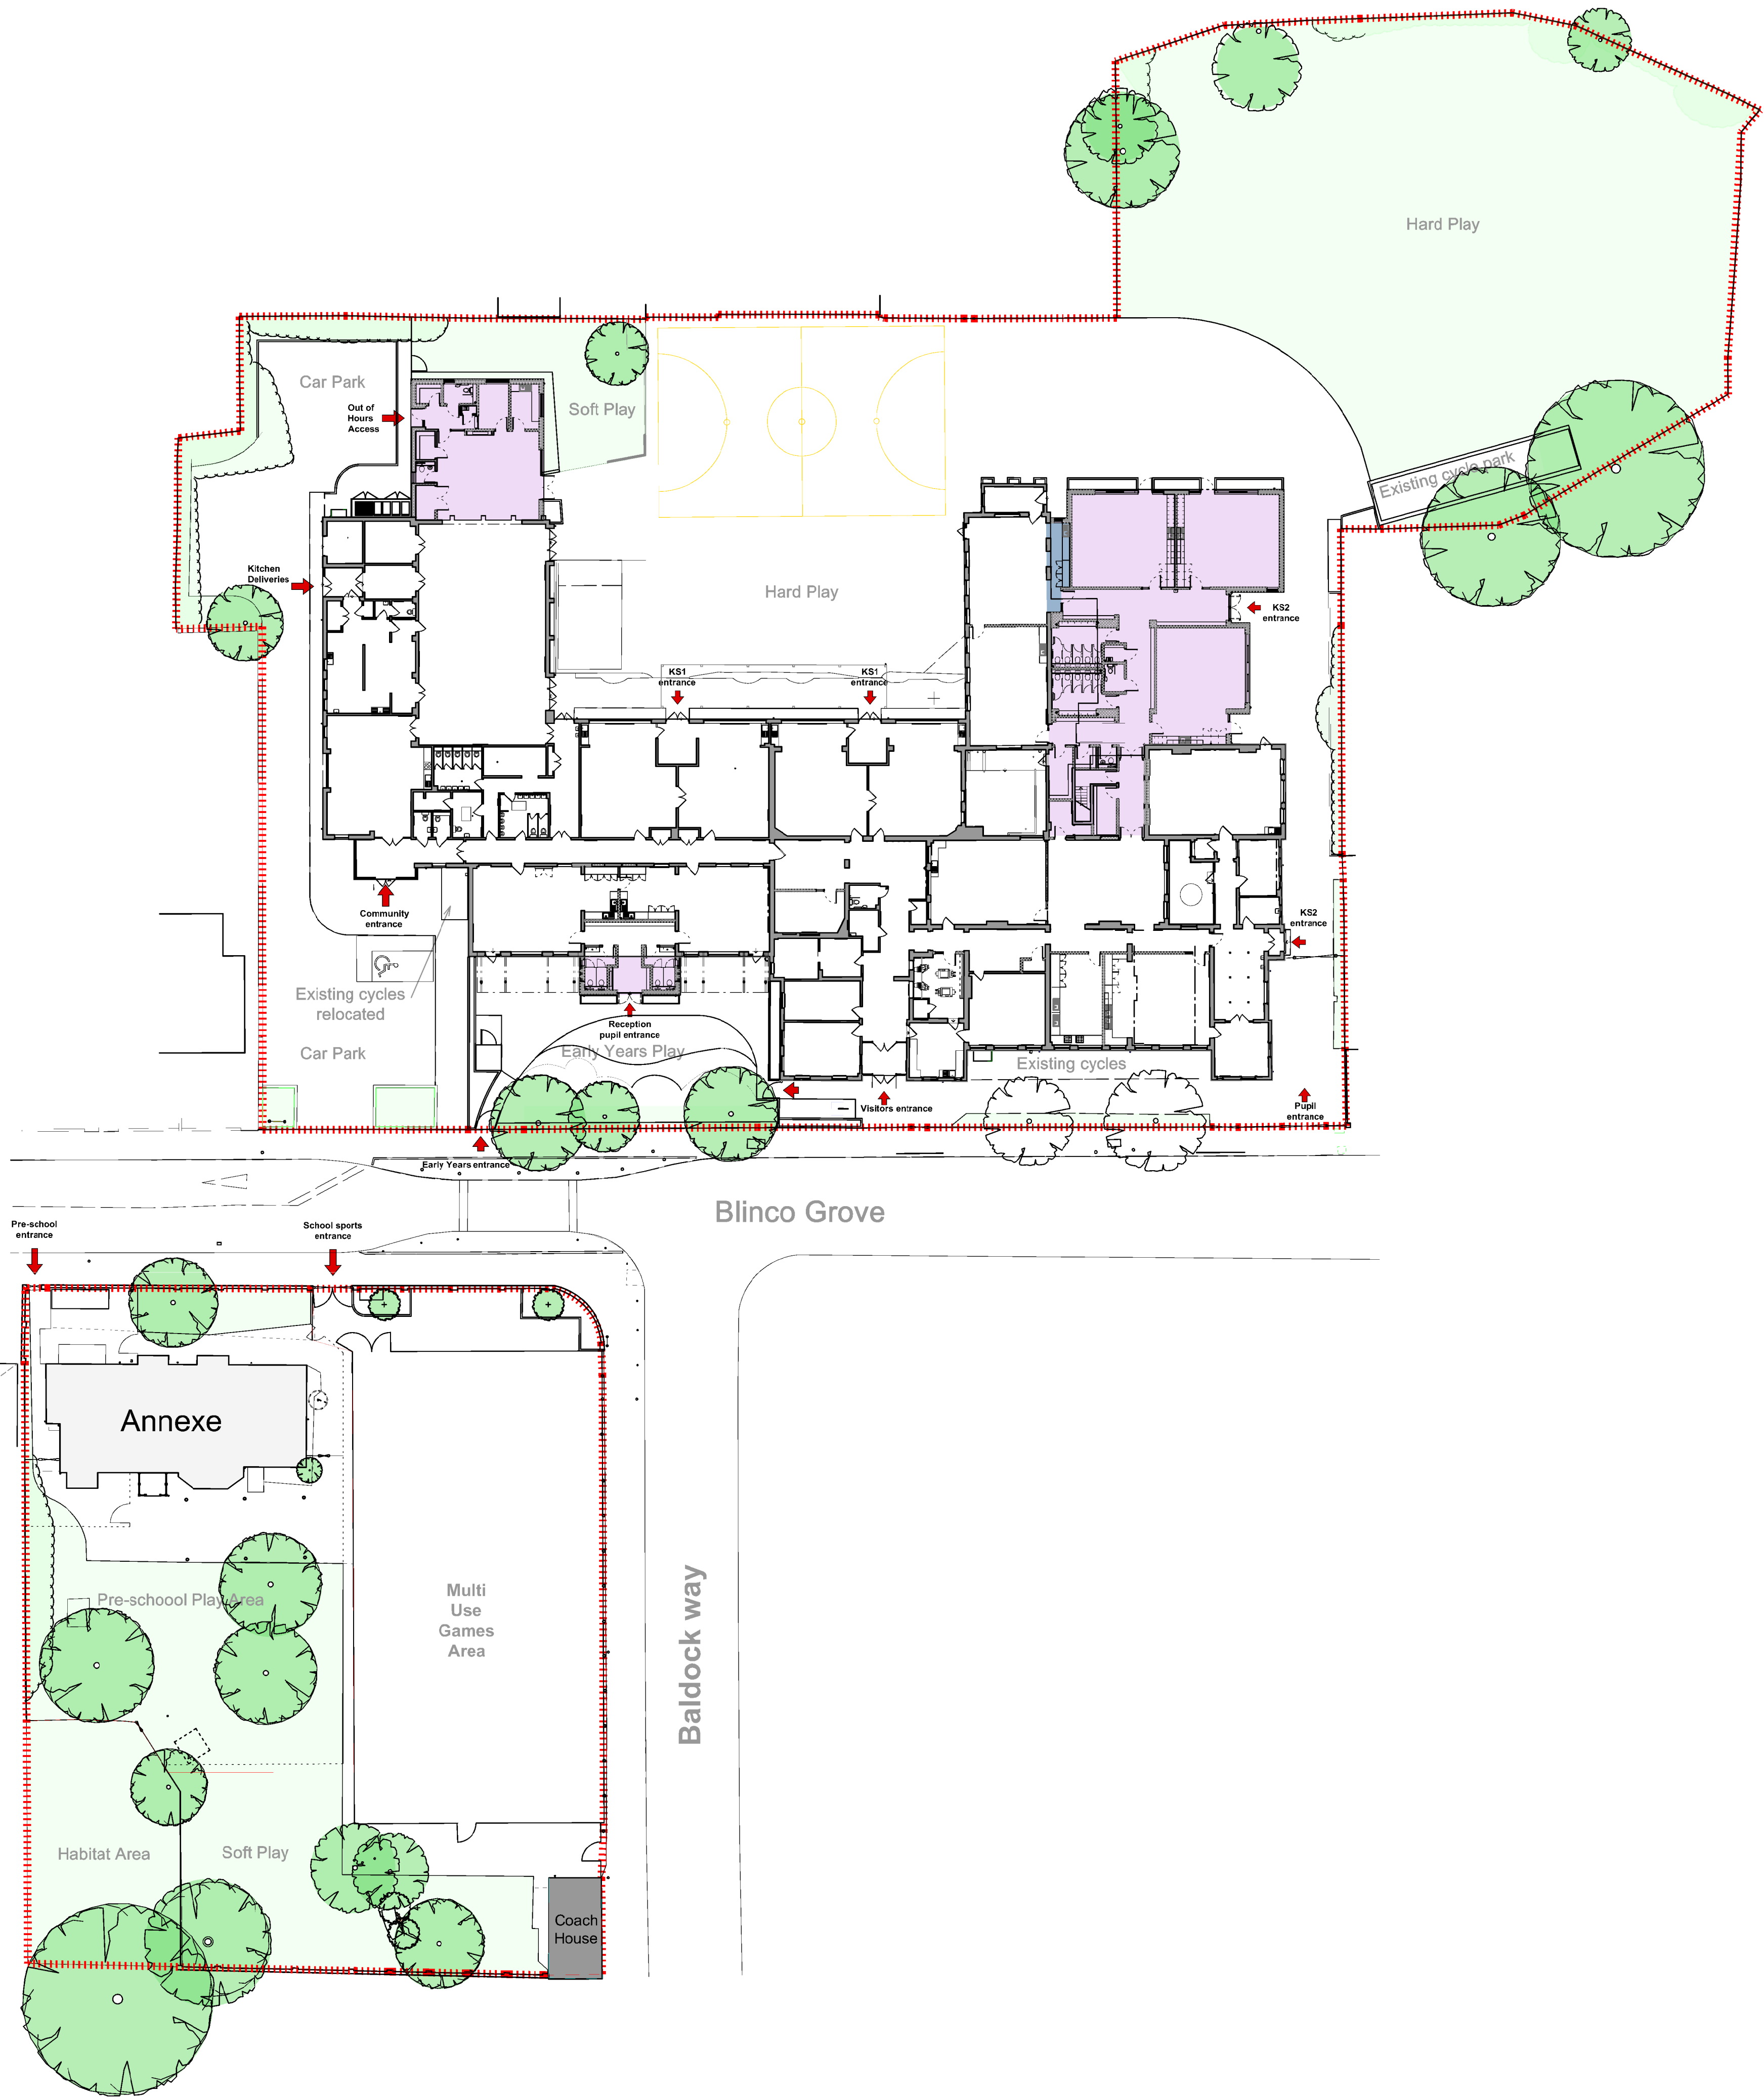 Hard Play
Car Park
Out of
Hours
Access
Soft Play
Existing cycle park
Kitchen
Deliveries
Hard Play
KS2
entrance
KS1
entrance
KS1
entrance
Community
entrance
KS2
entrance
Existing cycles
relocated
Car Park
Reception
pupil entrance
Early Years Play
Existing cycles
Visitors entrance
Pupil
entrance
Early Years entrance
Blinco Grove
Pre-school
entrance
School sports
entrance
Annexe
Pre-schoool Play Area
Multi
Use
Games
Area
Baldock way
Habitat Area
Soft Play
Coach
House